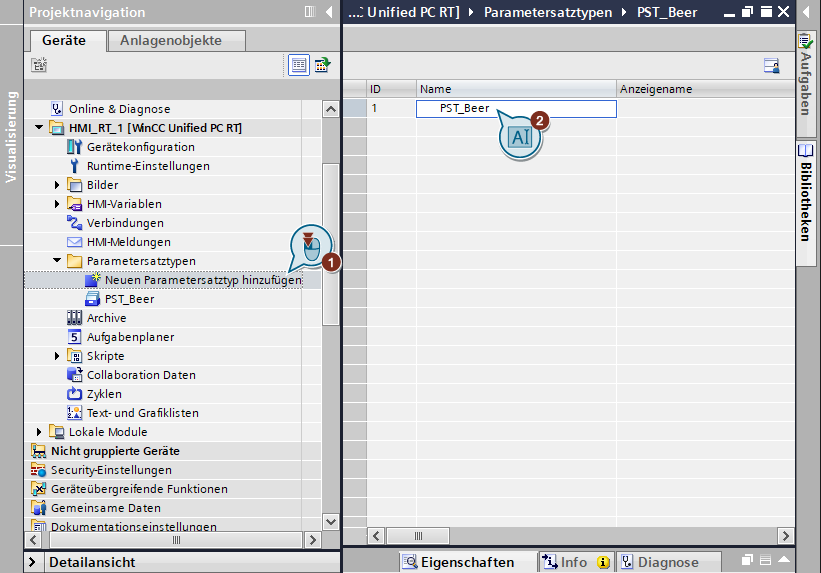 Projektnavigation
...: Unified PC RT] Parametersatztypen PST_Beer
Geräte Anlagenobjekte
Visualisierung
Online & Diagnose
HMI_RT_1 [WinCC Unified PC RT]
Gerätekonfiguration
Runtime-Einstellungen
Bilder
HMI-Variablen
Verbindungen
HMI-Meldungen
Parametersatztypen
Neuen Parametersatztyp hinzufügen
PST_Beer
Archive
5 Aufgabenplaner
Skripte
Collaboration Daten
Zyklen
Text- und Grafiklisten
Lokale Module
Nicht gruppierte Geräte
Security-Einstellungen
Geräteübergreifende Funktionen
Gemeinsame Daten
Dokumentationseinstellungen
Detailansicht
1
ID Name Anzeigename
1 PST_Beer
AI 2
Eigenschaften Info Diagnose
Aufgaben
Bibliotheken